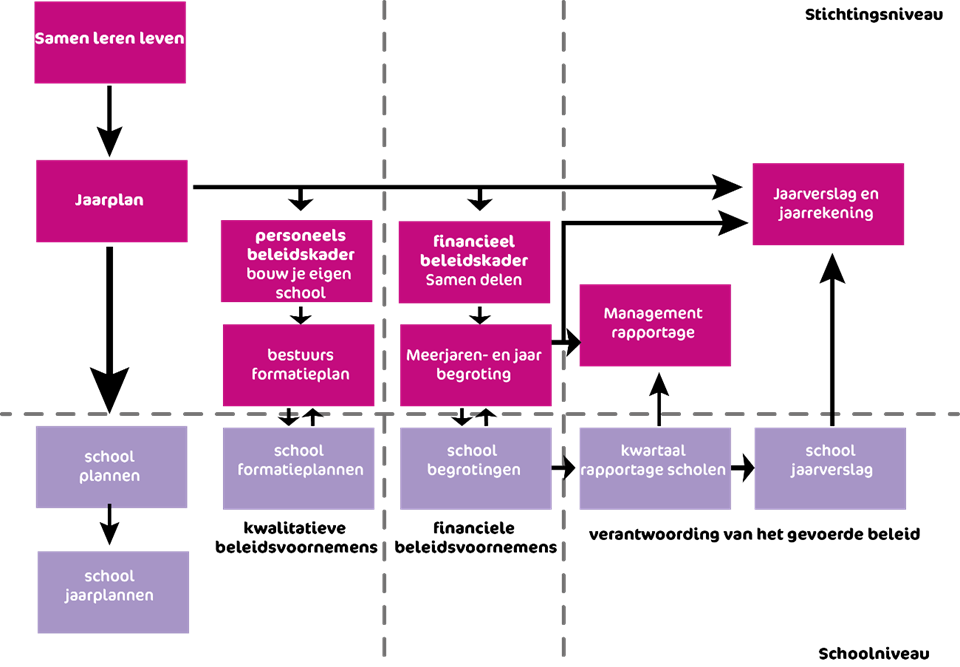 Stichtingsniveau
Samen leren leven
Jaarplan
Jaarverslag en
jaarrekening
personeels
beleidskader
bouw je eigen
school
financieel
beleidskader
Samen delen
Management
rapportage
bestuurs
formatieplan
Meerjaren- en jaar
begroting
school
plannen
school
formatieplannen
school
begrotingen
kwartaal
rapportage scholen
school
jaarverslag
kwalitatieve
beleidsvoornemens
financiele
beleidsvoornemens
verantwoording van het gevoerde beleid
school
jaarplannen
Schoolniveau